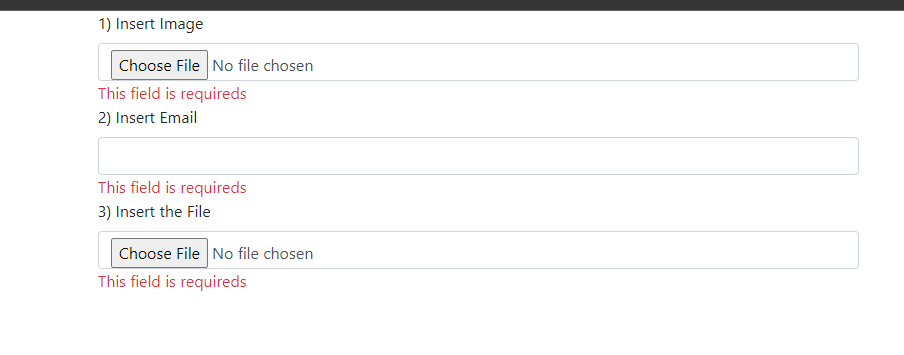 1) Insert Image
Choose File No file chosen
This field is requireds
2) Insert Email
This field is requireds
3) Insert the File
Choose File No file chosen
This field is requireds